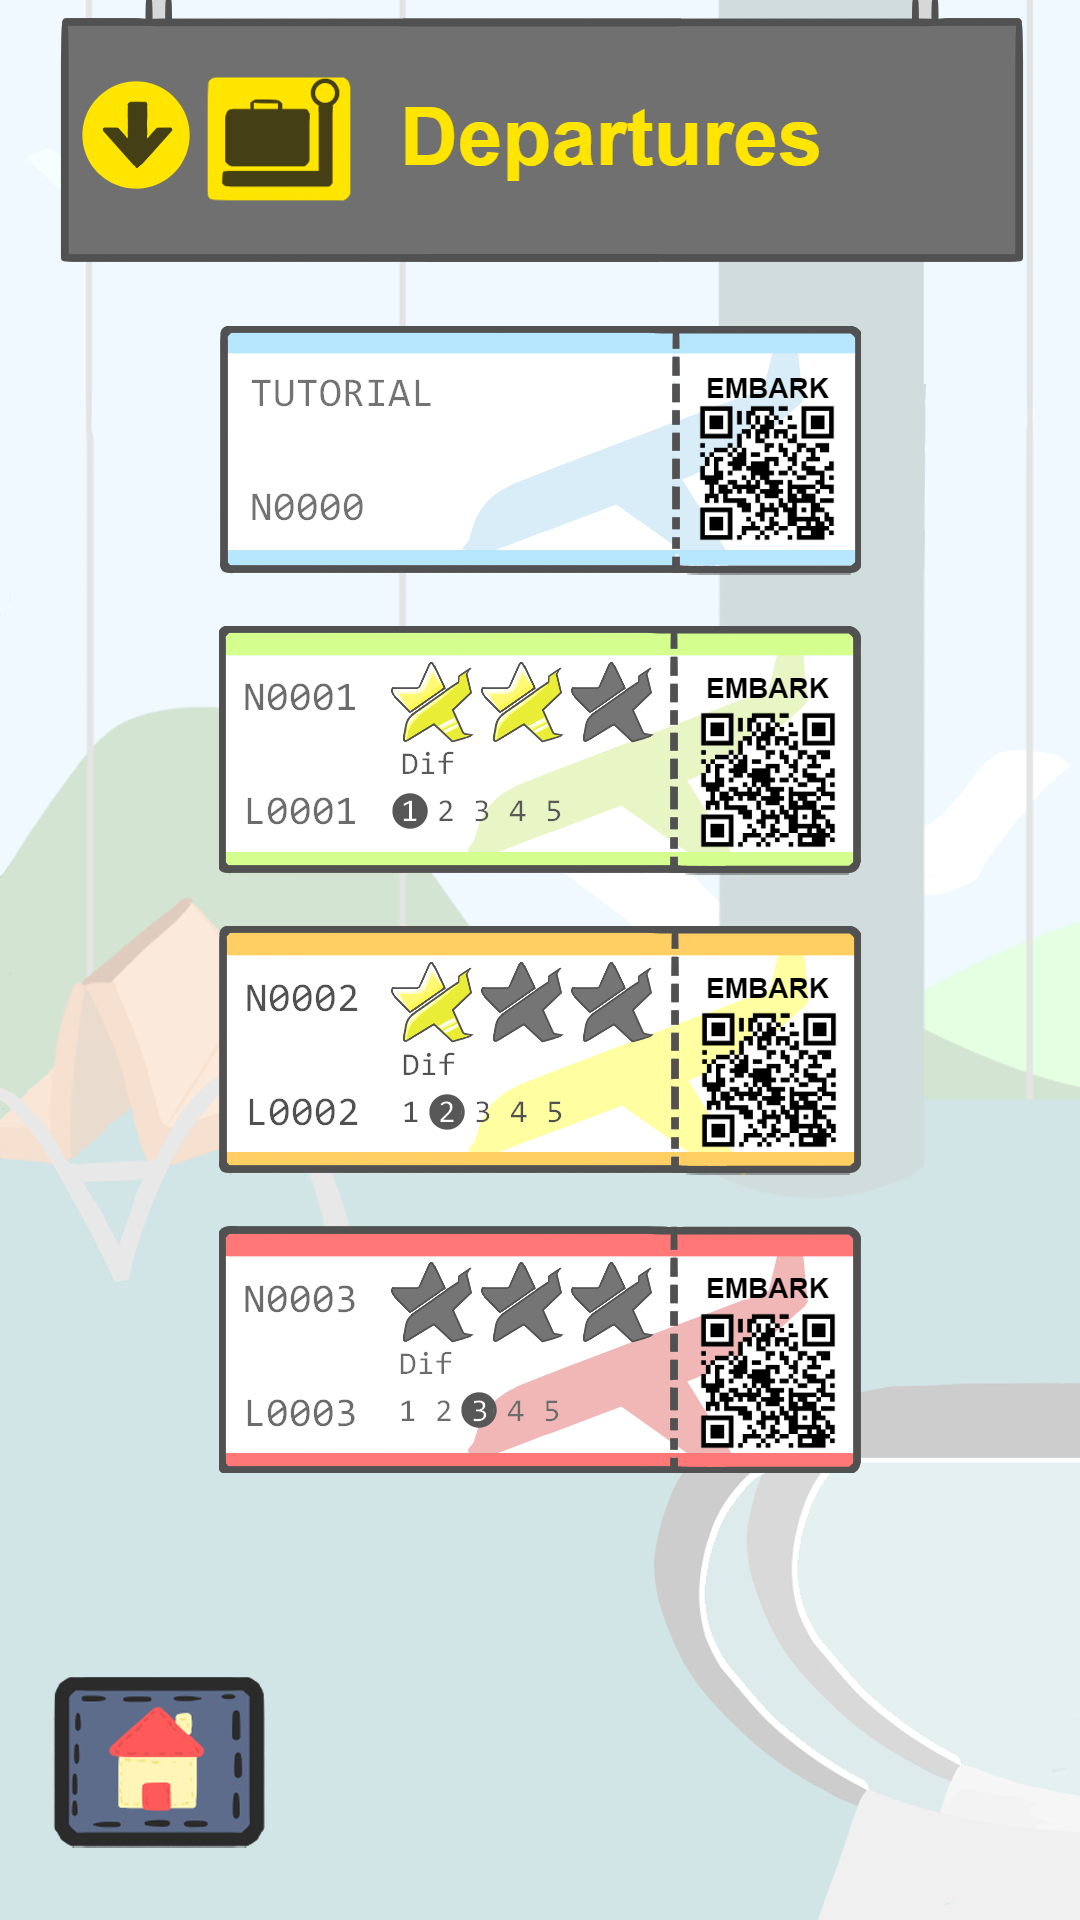 Departures
TUTORIAL
N0000
EMBARK
N0001
Dif
L0001
1 2 3 4 5
EMBARK
N0002
Dif
L0002
1 2 3 4 5
EMBARK
N0003
Dif
L0003
1 2 3 4 5
EMBARK